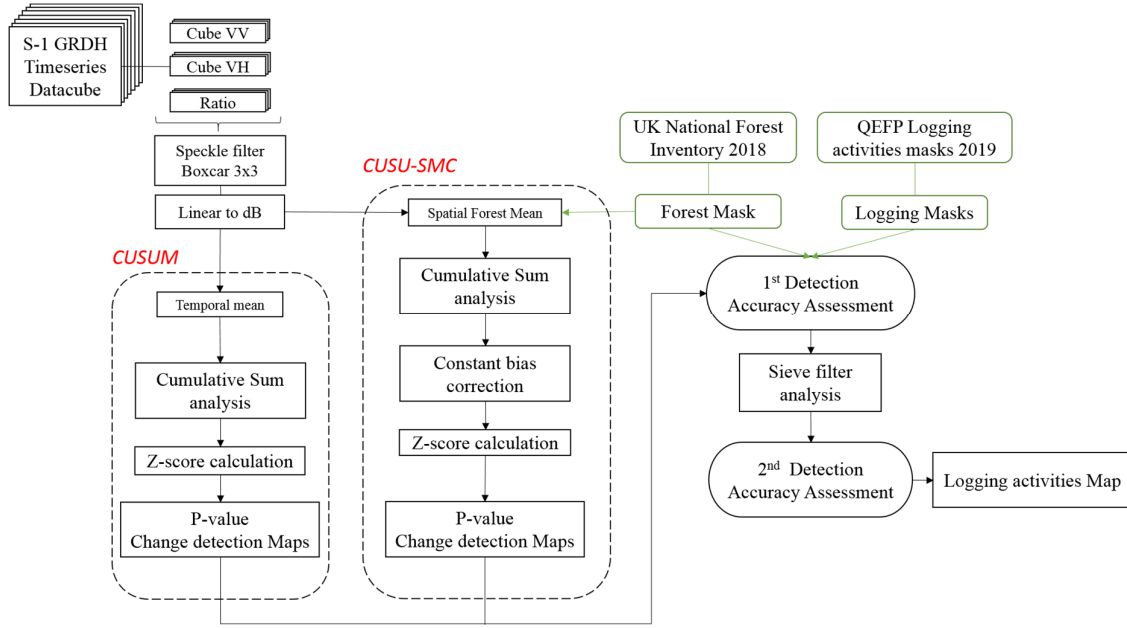 S-1 GRDH
Timeseries
Datacube
Cube VV
Cube VH
Ratio
Speckle filter
Boxcar 3x3
Linear to dB
CUSUM
Temporal mean
Cumulative Sum
analysis
Z-score calculation
P-value
Change detection Maps
CUSU-SMC
Spatial Forest Mean
Cumulative Sum
analysis
Constant bias
correction
Z-score calculation
P-value
Change detection Maps
UK National Forest
Inventory 2018
QEFP Logging
activities masks 2019
Forest Mask
Logging Masks
1st Detection
Accuracy Assessment
Sieve filter
analysis
2nd Detection
Accuracy Assessment
Logging activities Map